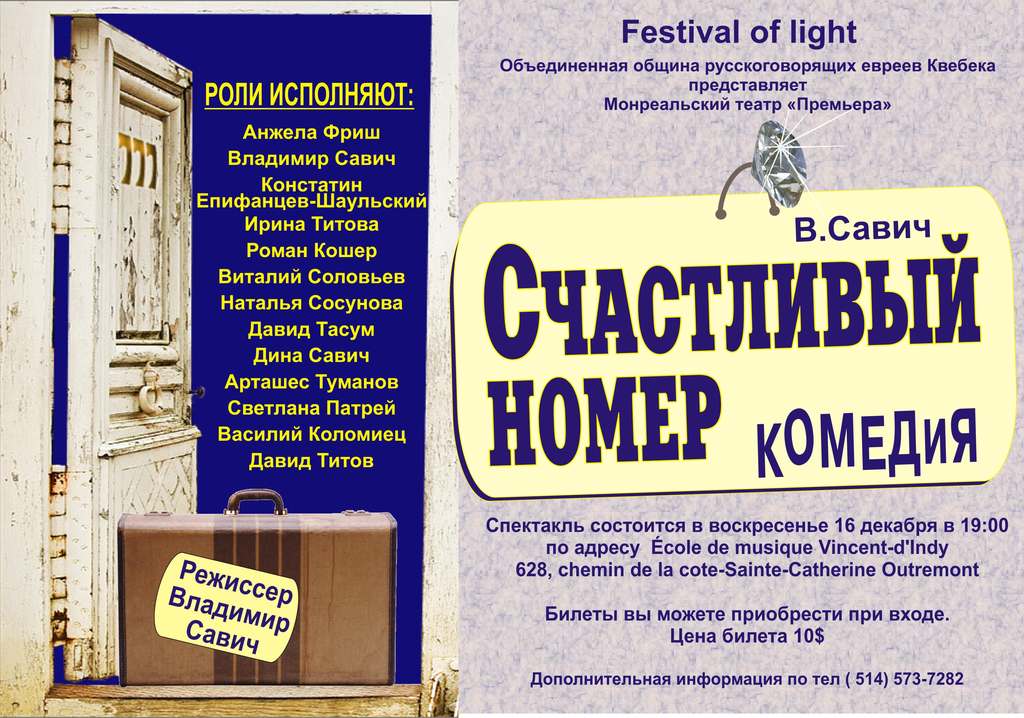 РОЛИ ИСПОЛНЯЮТ:
Анжела Фриш
Владимир Савич
Констатин
Епифанцев-Шаульский
Ирина Титова
Роман Кошер
Виталий Соловьев
Наталья Сосунова
Давид Тасум
Дина Савич
Арташес Туманов
Светлана Патрей
Василий Коломиец
Давид Титов
777
Режиссер
Владимир
Савич
Festival of light
Объединенная община русскоговорящих евреев Квебека
представляет
Монреальский театр «Премьера»
В.Савич
Счастливый
номер
комедия
Спектакль состоится в воскресенье 16 декабря в 19:00
по адресу École de musique Vincent-d'Indy
628, chemin de la cote-Sainte-Catherine Outremont
Билеты вы можете приобрести при входе.
Цена билета 10$
Дополнительная информация по тел ( 514) 573-7282